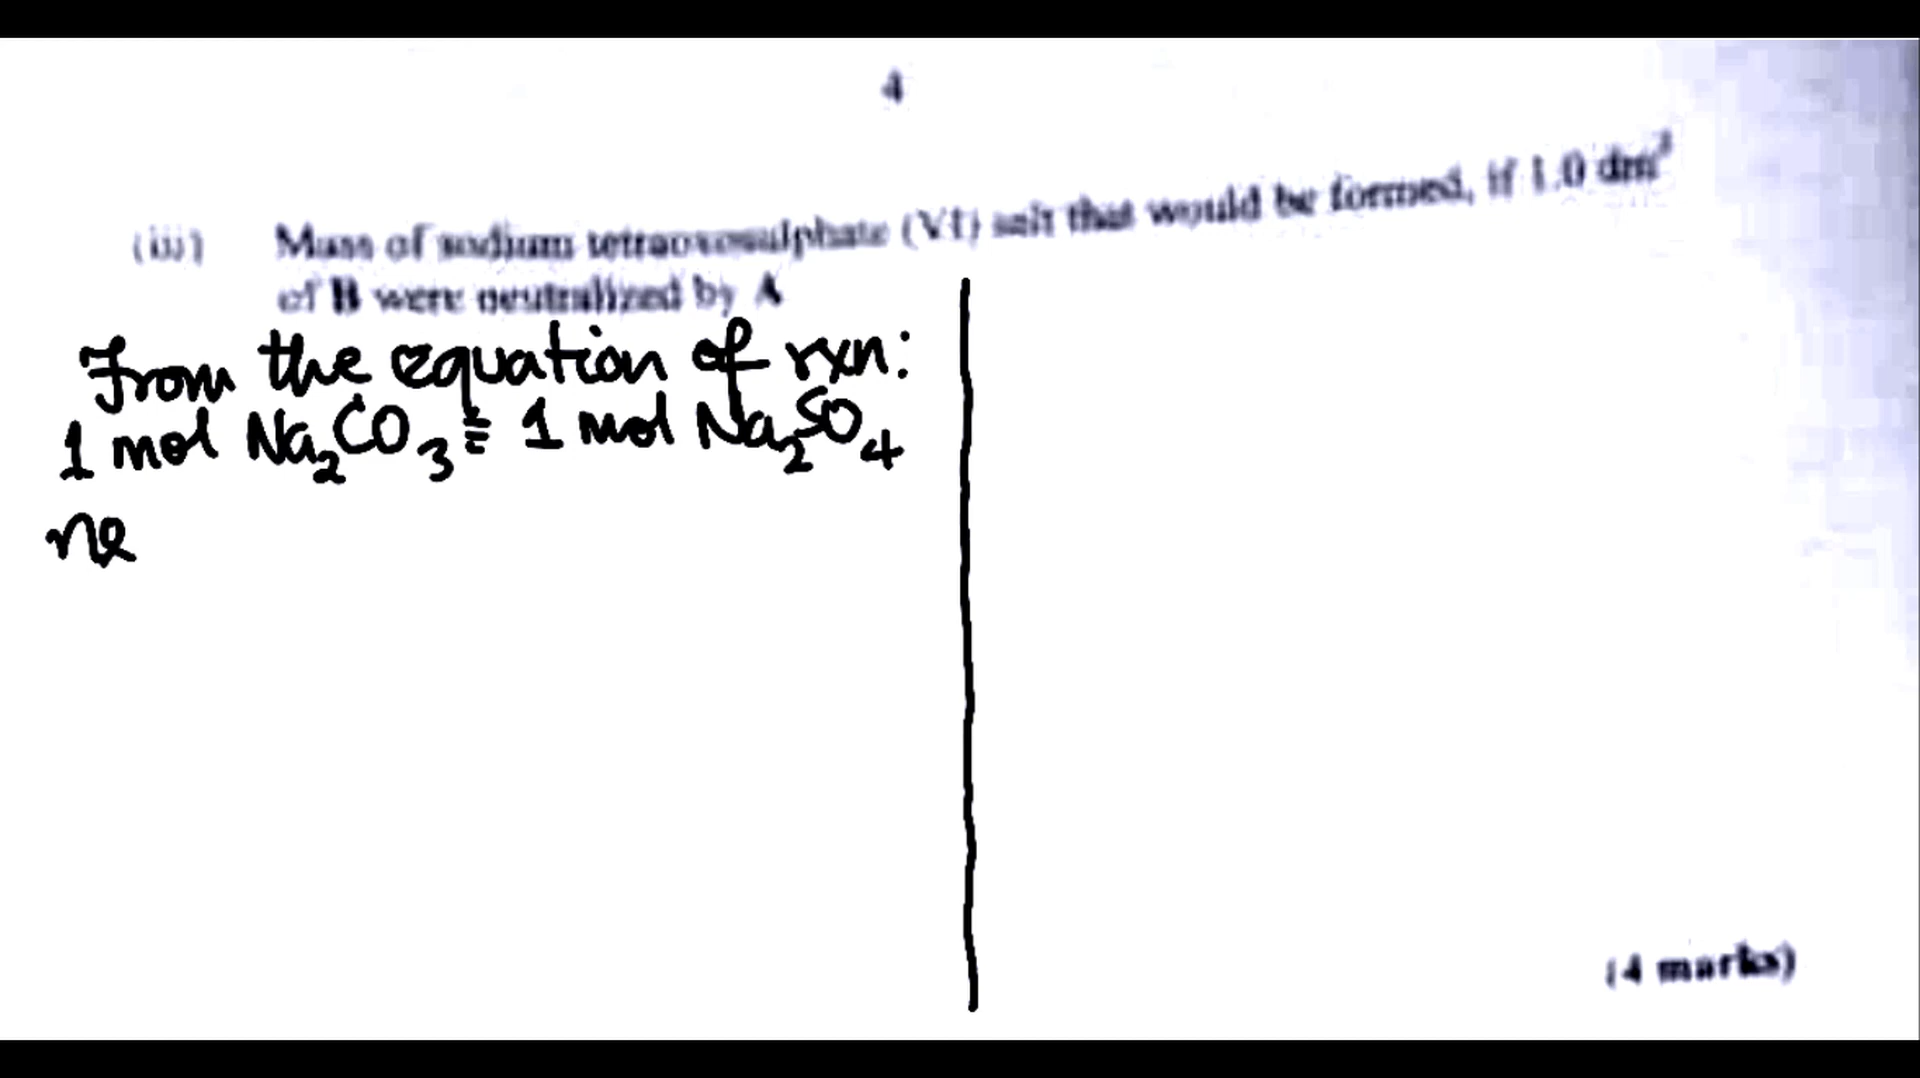 4
(iii) Mass of sodium tetraoxosulphate (VI) salt that would be formed, if 1.0 dm³
of B were neutralized by A
From the equation of rxn:
1 mol Na₂CO₃ ≡ 1 mol Na₂SO₄
(4 marks)